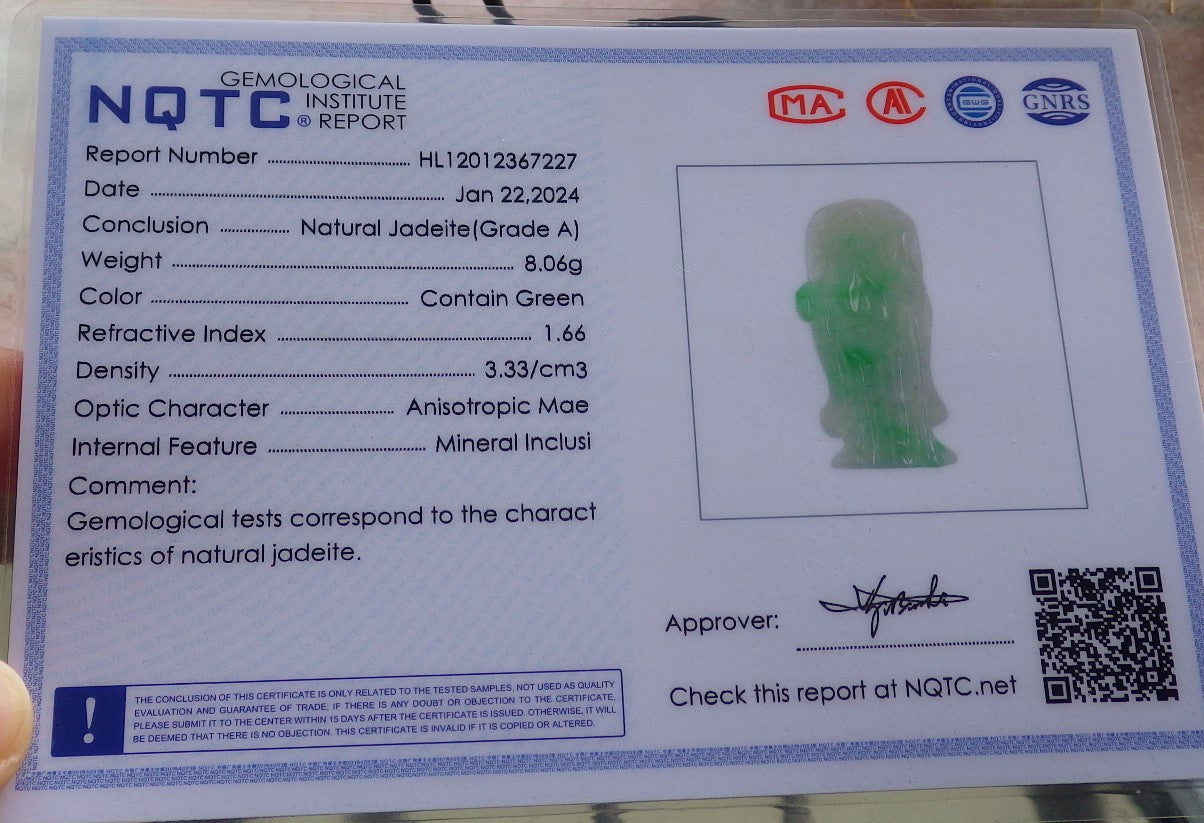 NQTC® GEMOLOGICAL
INSTITUTE
REPORT
MA
GNRS
Report Number HL12012367227
Date Jan 22,2024
Conclusion Natural Jadeite(Grade A)
Weight 8.06g
Color Contain Green
Refractive Index 1.66
Density 3.33/cm3
Optic Character Anisotropic Mae
Internal Feature Mineral Inclusi
Comment:
Gemological tests correspond to the charact
eristics of natural jadeite.
Approver:
Check this report at NQTC.net
! THE CONCLUSION OF THIS CERTIFICATE IS ONLY RELATED TO THE TESTED SAMPLES, NOT USED AS QUALITY
EVALUATION AND GUARANTEE OF TRADE; IF THERE IS ANY DOUBT OR OBJECTION TO THE CERTIFICATE,
PLEASE SUBMIT IT TO THE CENTER WITHIN 15 DAYS AFTER THE CERTIFICATE IS ISSUED. OTHERWISE, IT WILL
BE DEEMED THAT THERE IS NO OBJECTION. THIS CERTIFICATE IS INVALID IF IT IS COPIED OR ALTERED.